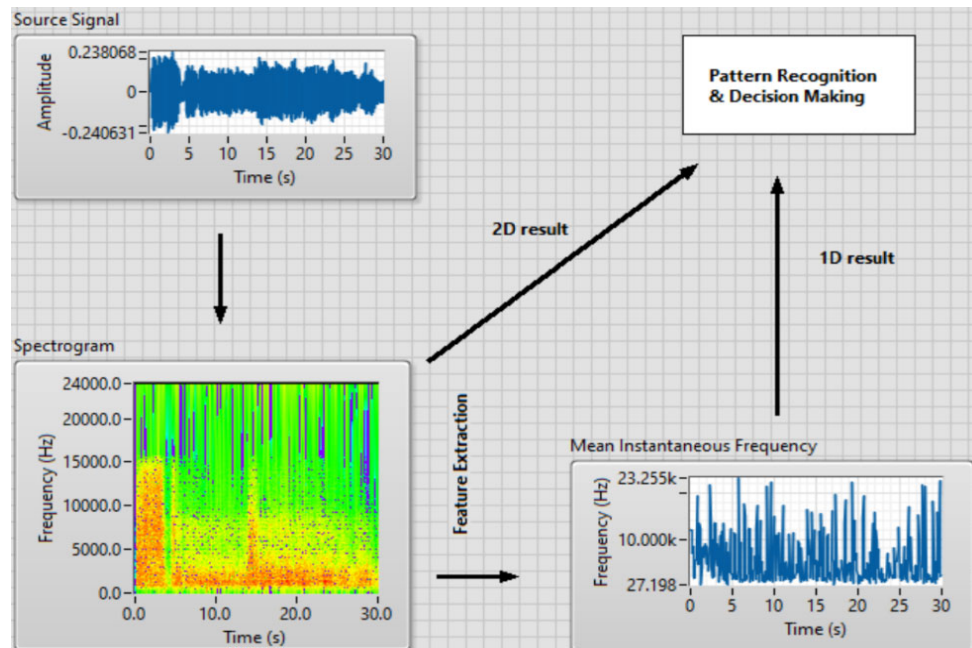 Source Signal
0.238068
0
-0.240631
Amplitude
0 5 10 15 20 25 30
Time (s)
Pattern Recognition
& Decision Making
2D result
1D result
Spectrogram
24000.0
20000.0
15000.0
10000.0
5000.0
0.0
Frequency (Hz)
0.0 10.0 20.0 30.0
Time (s)
Feature Extraction
Mean Instantaneous Frequency
23.255k
10.000k
27.198
Frequency (Hz)
0 5 10 15 20 25 30
Time (s)